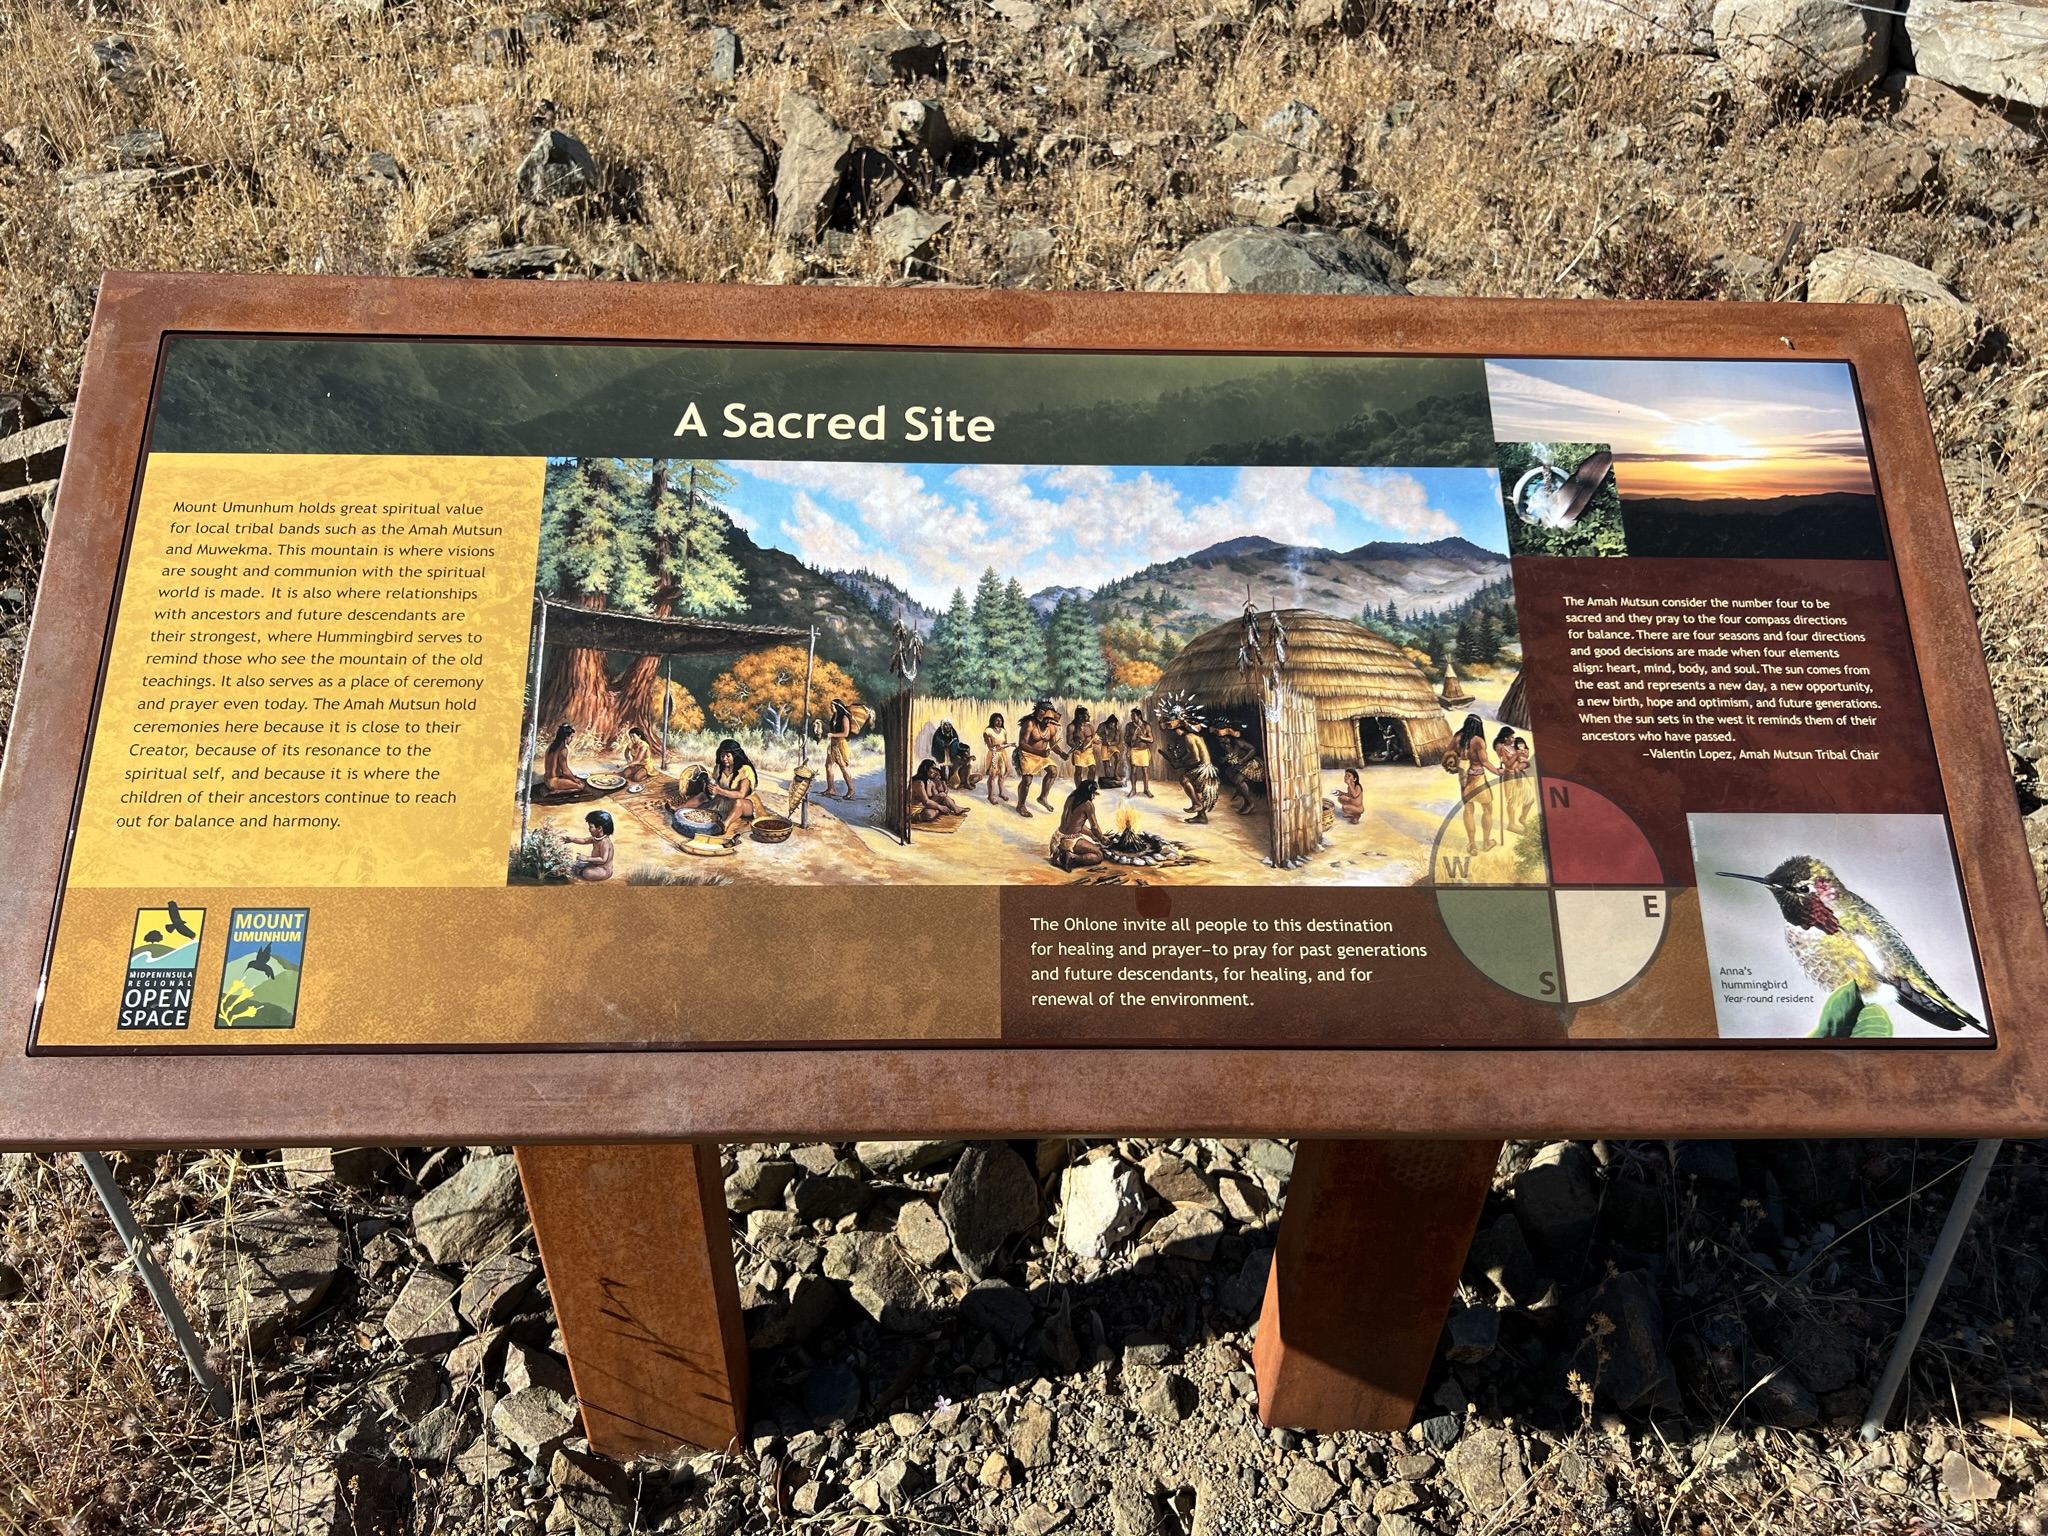 A Sacred Site
Mount Umunhum holds great spiritual value
for local tribal bands such as the Amah Mutsun
and Muwekma. This mountain is where visions
are sought and communion with the spiritual
world is made. It is also where relationships
with ancestors and future descendants are
their strongest, where Hummingbird serves to
remind those who see the mountain of the old
teachings. It also serves as a place of ceremony
and prayer even today. The Amah Mutsun hold
ceremonies here because it is close to their
Creator, because of its resonance to the
spiritual self, and because it is where the
children of their ancestors continue to reach
out for balance and harmony.
The Amah Mutsun consider the number four to be
sacred and they pray to the four compass directions
for balance. There are four seasons and four directions
and good decisions are made when four elements
align: heart, mind, body, and soul. The sun comes from
the east and represents a new day, a new opportunity,
a new birth, hope and optimism, and future generations.
When the sun sets in the west it reminds them of their
ancestors who have passed.
–Valentin Lopez, Amah Mutsun Tribal Chair
N
W
E
S
The Ohlone invite all people to this destination
for healing and prayer–to pray for past generations
and future descendants, for healing, and for
renewal of the environment.
Anna's
hummingbird
Year-round resident
MIDPENINSULA
REGIONAL
OPEN
SPACE
MOUNT
UMUNHUM